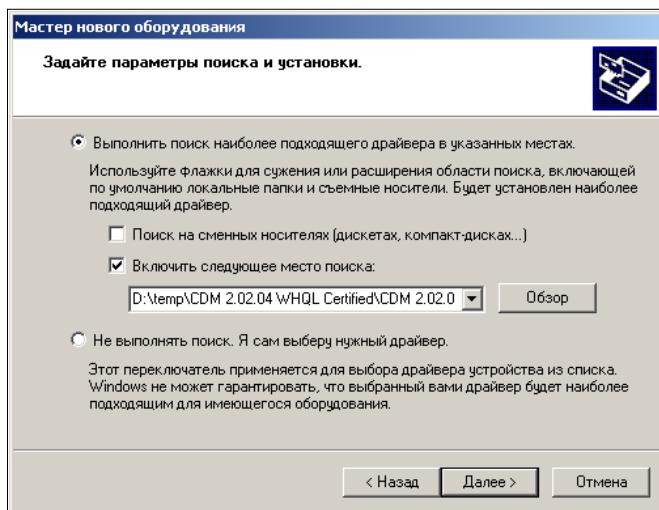 Мастер нового оборудования
Задайте параметры поиска и установки.
Выполнить поиск наиболее подходящего драйвера в указанных местах.
Используйте флажки для сужения или расширения области поиска, включающей
по умолчанию локальные папки и съемные носители. Будет установлен наиболее
подходящий драйвер.
Поиск на сменных носителях (дискетах, компакт-дисках...)
Включить следующее место поиска:
D:\temp\CDM 2.02.04 WHQL Certified\CDM 2.02.0
Обзор
Не выполнять поиск. Я сам выберу нужный драйвер.
Этот переключатель применяется для выбора драйвера устройства из списка.
Windows не может гарантировать, что выбранный вами драйвер будет наиболее
подходящим для имеющегося оборудования.
< Назад
Далее >
Отмена